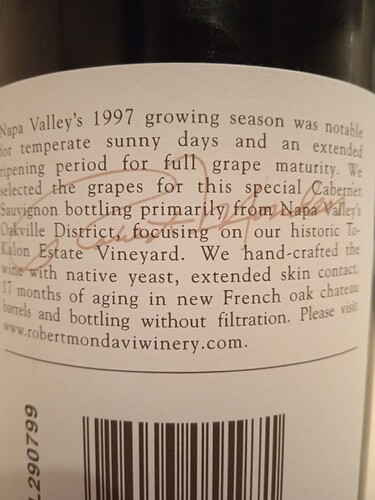 Napa Valley's 1997 growing season was notable
for temperate sunny days and an extended
ripening period for full grape maturity. We
selected the grapes for this special Cabernet
Sauvignon bottling primarily from Napa Valley's
Oakville District, focusing on our historic To-
Kalon Estate Vineyard. We hand-crafted the
wine with native yeast, extended skin contact,
17 months of aging in new French oak chateau
barrels and bottling without filtration. Please visit
www.robertmondaviwinery.com.
Robert Mondavi
L290799